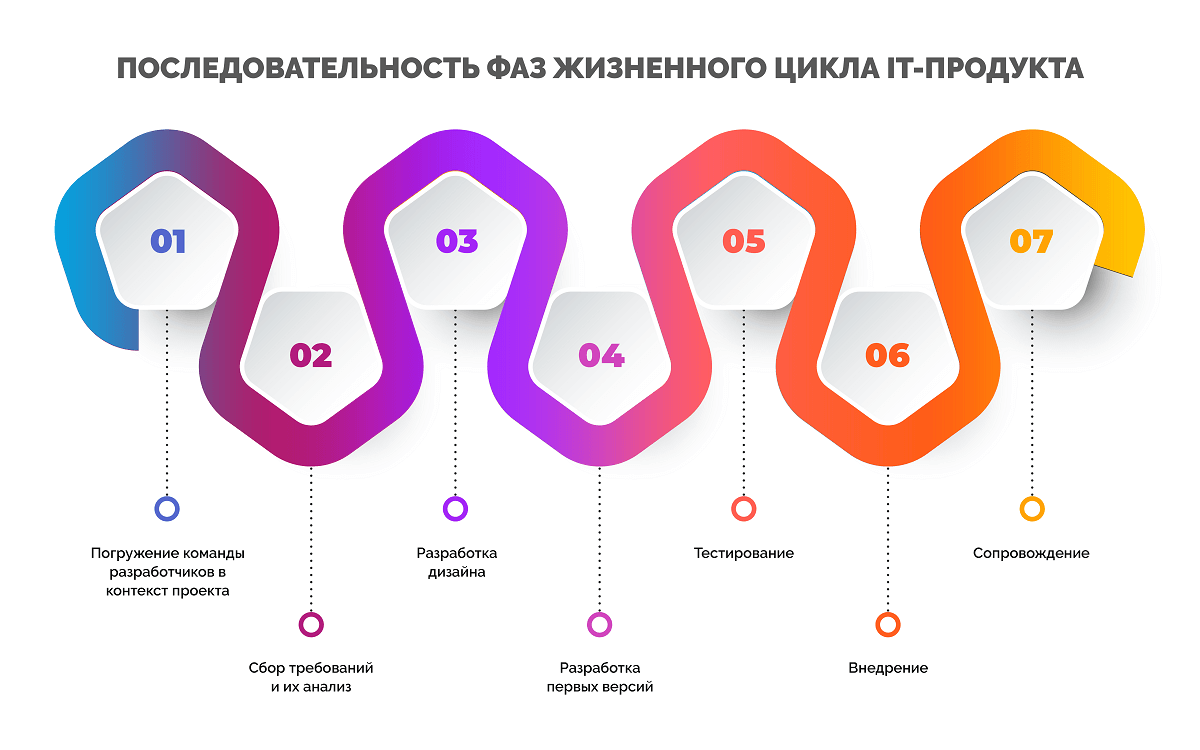 ПОСЛЕДОВАТЕЛЬНОСТЬ ФАЗ ЖИЗНЕННОГО ЦИКЛА IT-ПРОДУКТА
01
02
03
04
05
06
07
Погружение команды
разработчиков в
контекст проекта
Сбор требований
и их анализ
Разработка
дизайна
Разработка
первых версий
Тестирование
Внедрение
Сопровождение